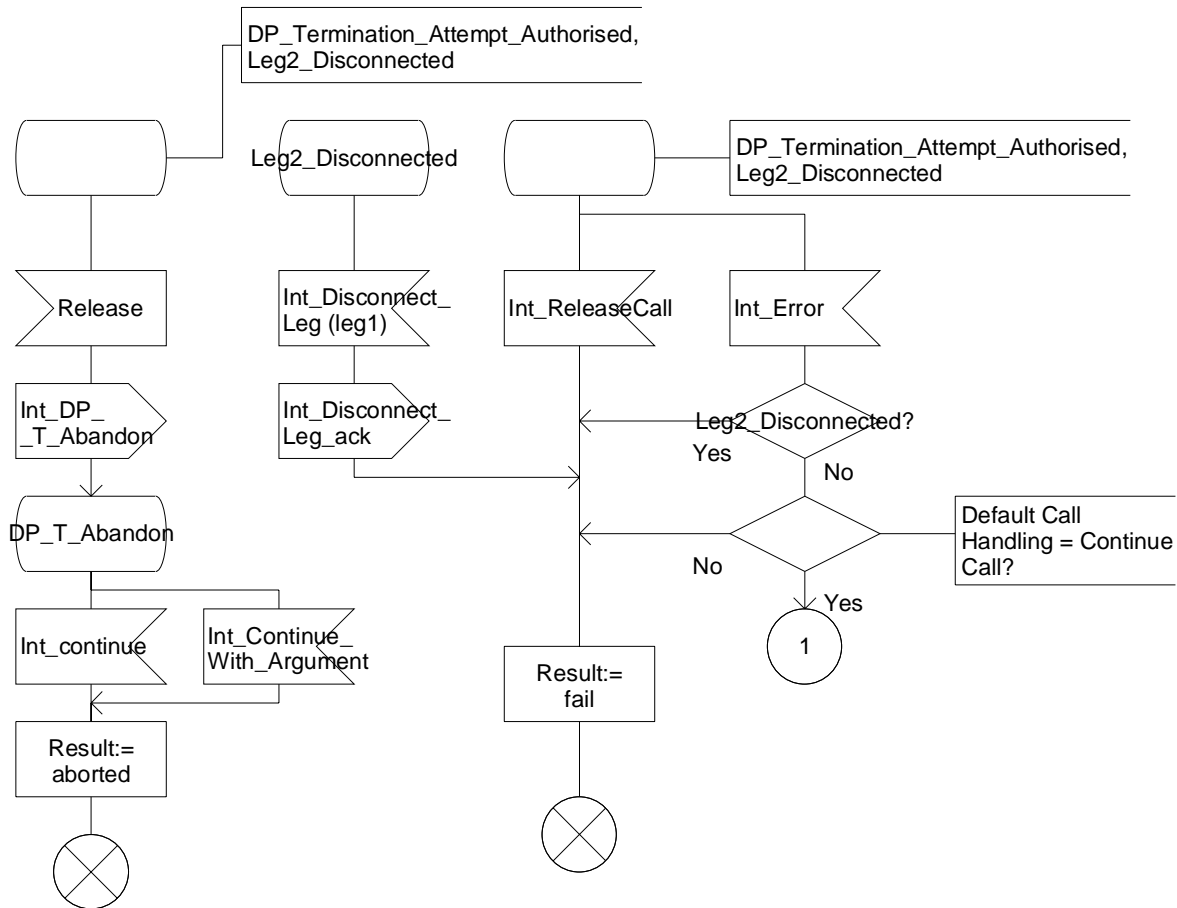 DP_Termination_Attempt_Authorised,
Leg2_Disconnected
Leg2_Disconnected
DP_Termination_Attempt_Authorised,
Leg2_Disconnected
Release
Int_Disconnect_
Leg (leg1)
Int_ReleaseCall
Int_Error
Int_DP_
_T_Abandon
Int_Disconnect_
Leg_ack
Leg2_Disconnected?
Yes
No
DP_T_Abandon
Default Call
Handling = Continue
Call?
No
Yes
Int_continue
Int_Continue_
With_Argument
1
Result:=
fail
Result:=
aborted